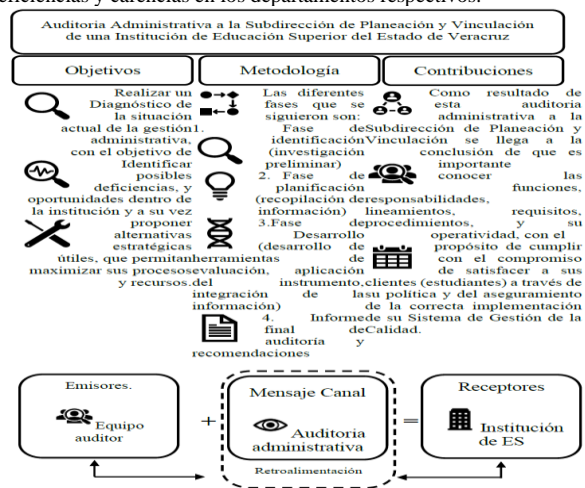 deficiencias y carencias en los departamentos respectivos.
Auditoria Administrativa a la Subdirección de Planeación y Vinculación
de una Institución de Educación Superior del Estado de Veracruz
Objetivos
Realizar un
Diagnóstico de
la situación
actual de la gestión
administrativa,
con el objetivo de
Identificar
posibles
deficiencias, y
oportunidades dentro de
la institución y a su vez
proponer
alternativas
estratégicas
útiles, que permitan
maximizar sus procesos
y recursos.
Metodología
Las diferentes
fases que se
siguieron son:
1. Fase de
identificación
(investigación
preliminar)
2. Fase de
planificación
(recopilación de
información)
3.Fase de
Desarrollo
(desarrollo de
herramientas de
evaluación, aplicación
del instrumento,
integración de la
información)
4. Informe
final de
auditoría y
recomendaciones
Contribuciones
Como resultado de
esta auditoria
administrativa a la
Subdirección de Planeación y
Vinculación se llega a la
conclusión de que es
importante
conocer las
funciones,
responsabilidades,
lineamientos, requisitos,
procedimientos, y su
operatividad, con el
propósito de cumplir
con el compromiso
de satisfacer a sus
clientes (estudiantes) a través de
su política y del aseguramiento
de la correcta implementación
de su Sistema de Gestión de la
Calidad.
Emisores.
Equipo
auditor
+
Mensaje Canal
Auditoria
administrativa
Retroalimentación
=
Receptores
Institución
de ES